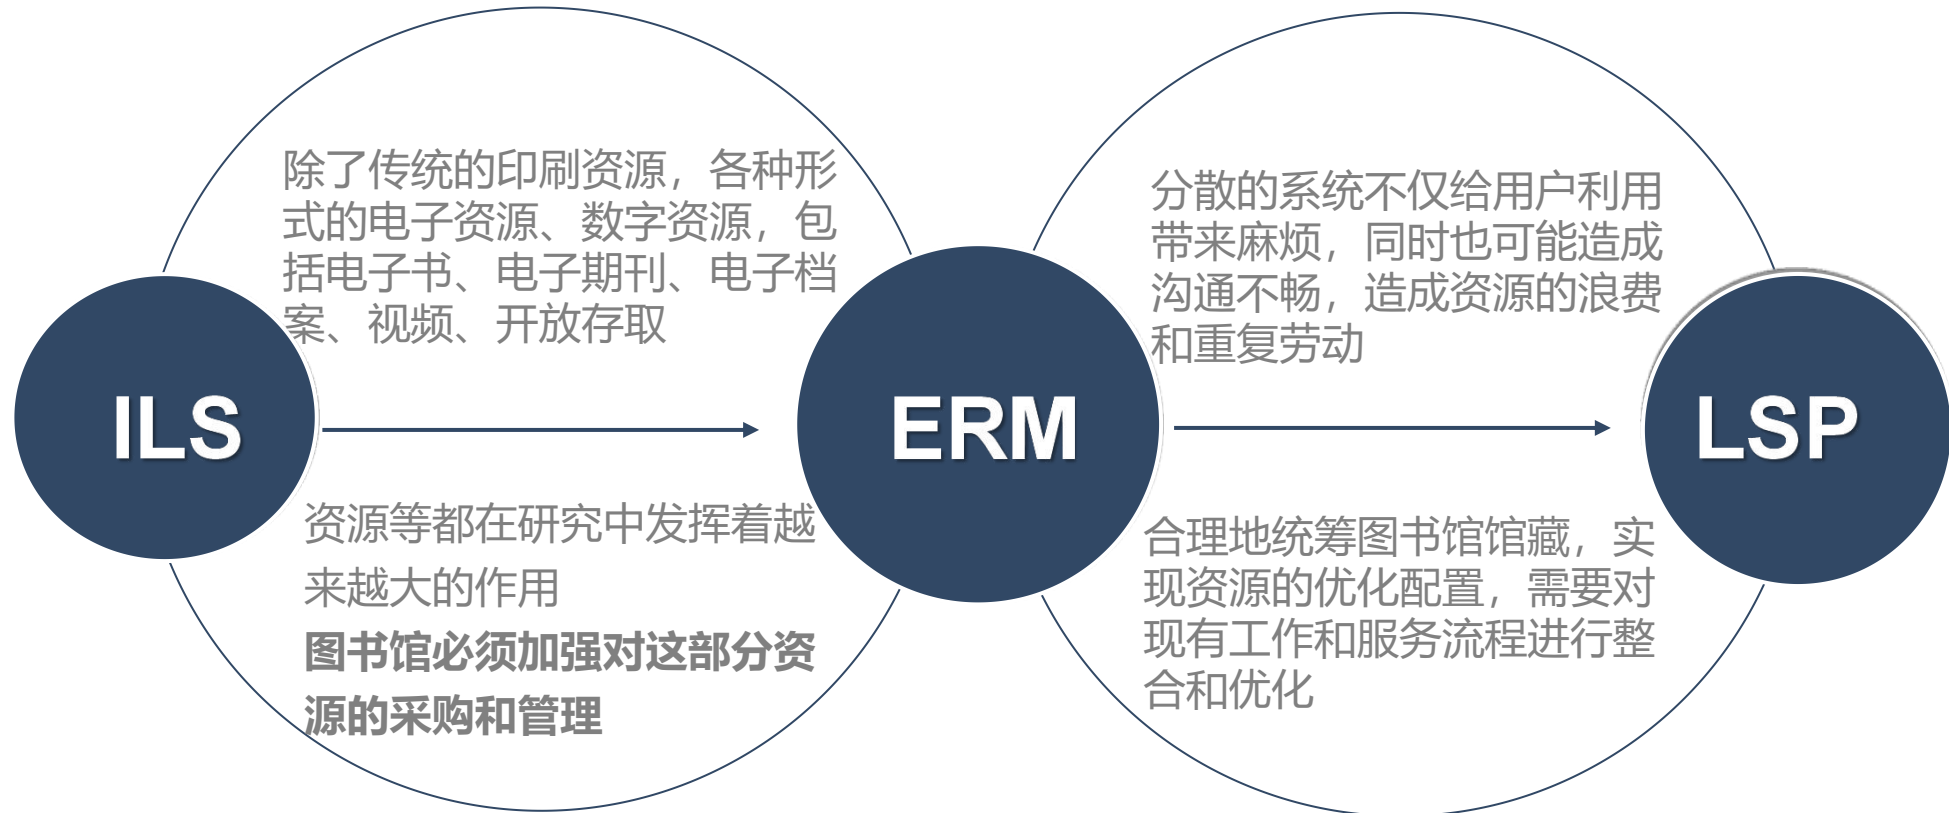 ILS
除了传统的印刷资源，各种形
式的电子资源、数字资源，包
括电子书、电子期刊、电子档
案、视频、开放存取
资源等都在研究中发挥着越
来越大的作用
图书馆必须加强对这部分资
源的采购和管理
ERM
分散的系统不仅给用户利用
带来麻烦，同时也可能造成
沟通不畅，造成资源的浪费
和重复劳动
合理地统筹图书馆馆藏，实
现资源的优化配置，需要对
现有工作和服务流程进行整
合和优化
LSP